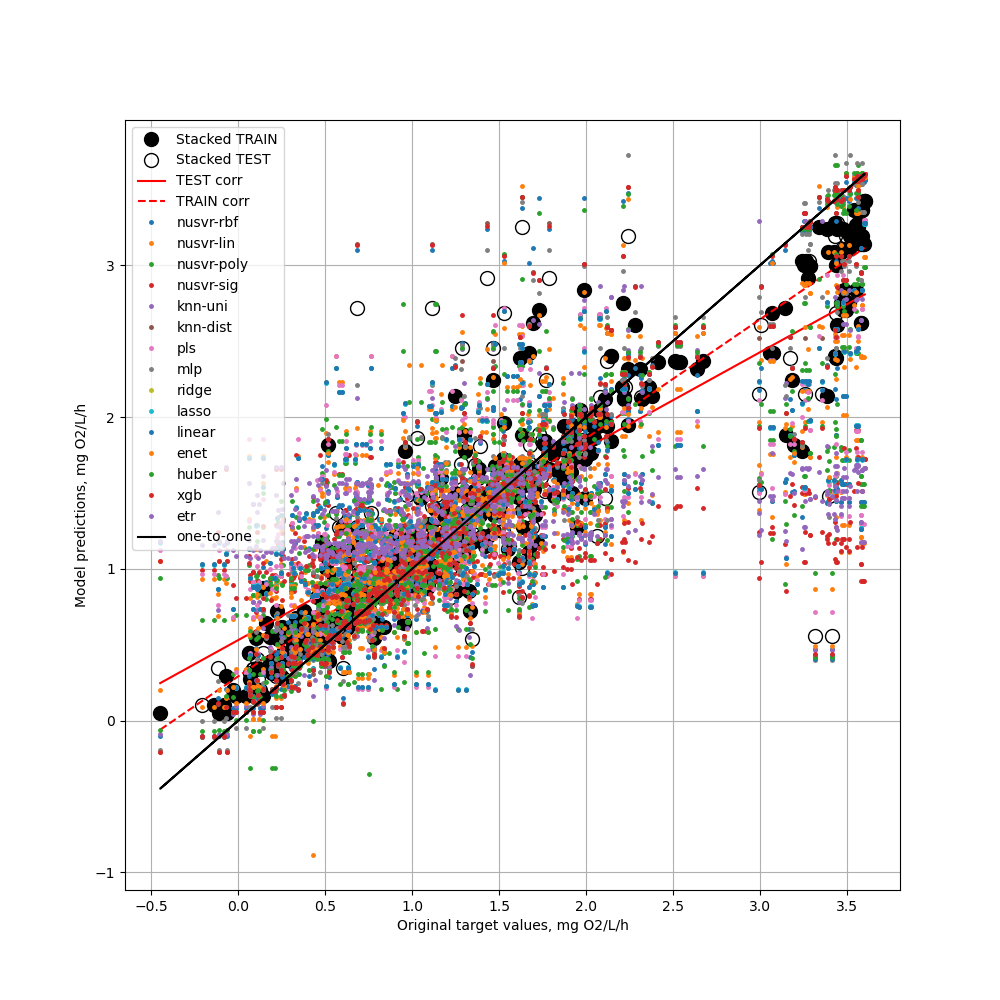 Stacked TRAIN
Stacked TEST
TEST corr
TRAIN corr
nusvr-rbf
nusvr-lin
nusvr-poly
nusvr-sig
knn-uni
knn-dist
pls
mlp
ridge
lasso
linear
enet
huber
xgb
etr
one-to-one
3
2
1
0
−1
−0.5 0.0 0.5 1.0 1.5 2.0 2.5 3.0 3.5
Original target values, mg O2/L/h
Model predictions, mg O2/L/h